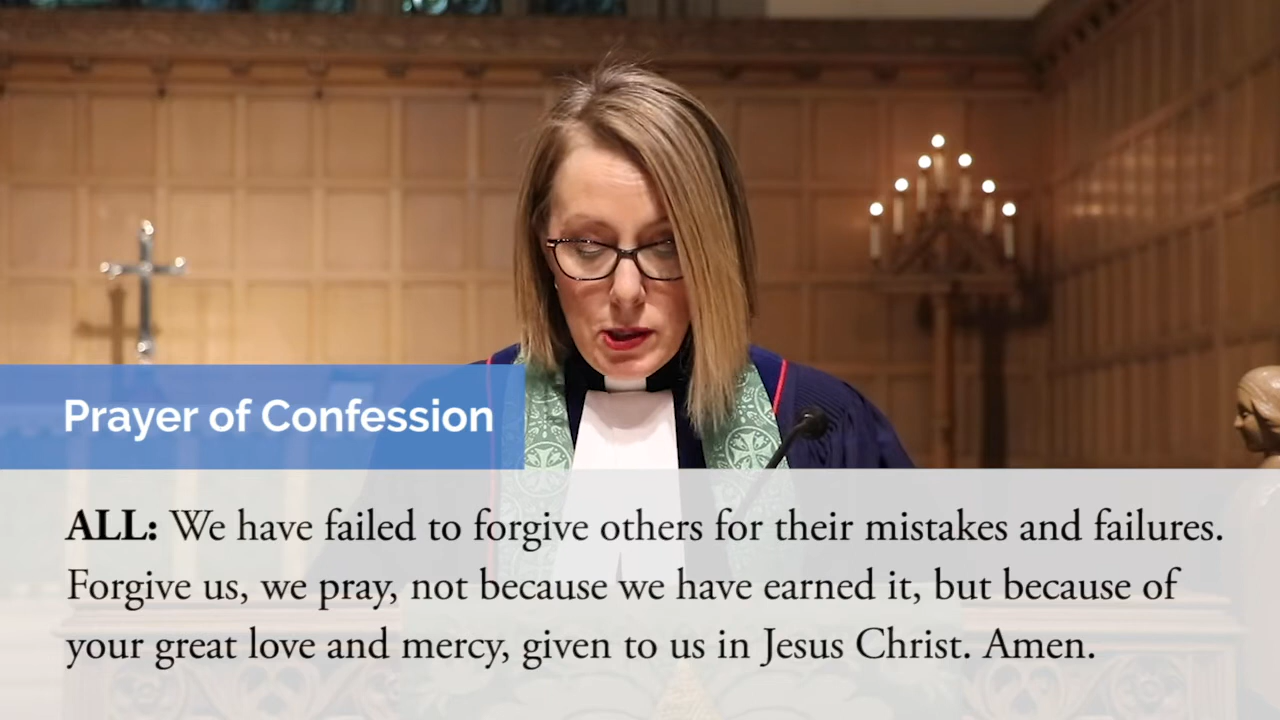 Prayer of Confession
ALL: We have failed to forgive others for their mistakes and failures.
Forgive us, we pray, not because we have earned it, but because of
your great love and mercy, given to us in Jesus Christ. Amen.